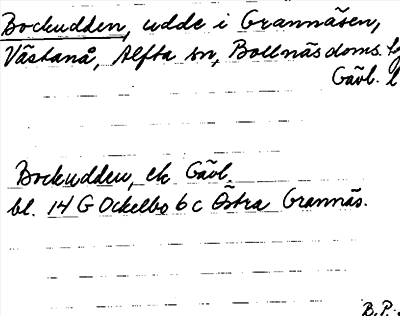 Bockudden, udde i Grannäsen,
Västanå, Alfta sn, Bollnäs doms.
Gävl. l
Bockudden, ek Gävl.
bl. 14 G Ockelbo 6 c Östra Grannäs.
B.P.